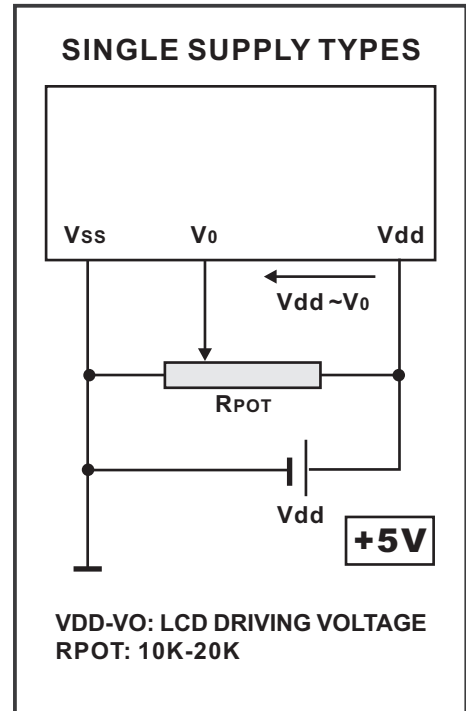 SINGLE SUPPLY TYPES
VSS V0 Vdd
Vdd ~V0
RPOT
Vdd
+5V
VDD-VO: LCD DRIVING VOLTAGE
RPOT: 10K-20K